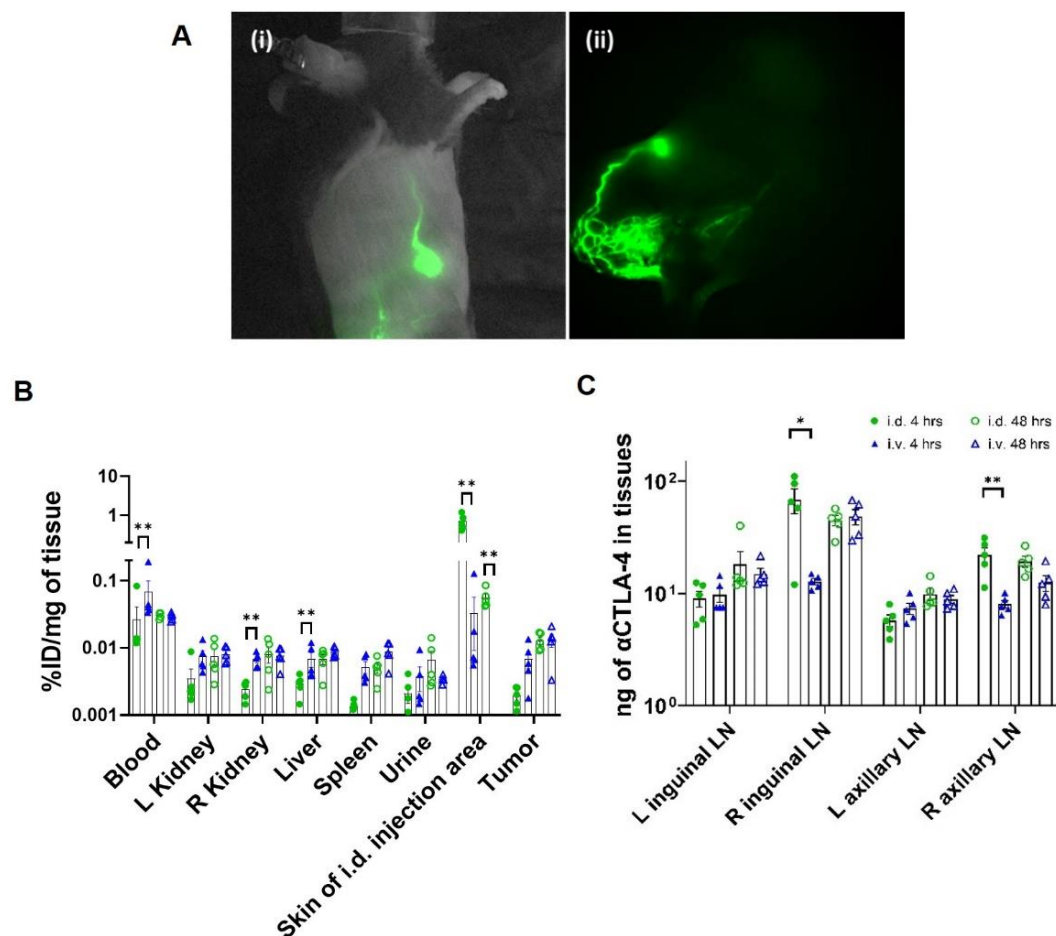 A
(i)
(ii)
B
%ID/mg of tissue
10
1
0.1
0.01
0.001
**
**
**
**
**
Blood
L Kidney
R Kidney
Liver
Spleen
Urine
Skin of i.d. injection area
Tumor
C
i.d. 4 hrs
i.d. 48 hrs
i.v. 4 hrs
i.v. 48 hrs
ng of αCTLA-4 in tissues
10²
10¹
10⁰
*
**
L inguinal LN
R inguinal LN
L axillary LN
R axillary LN